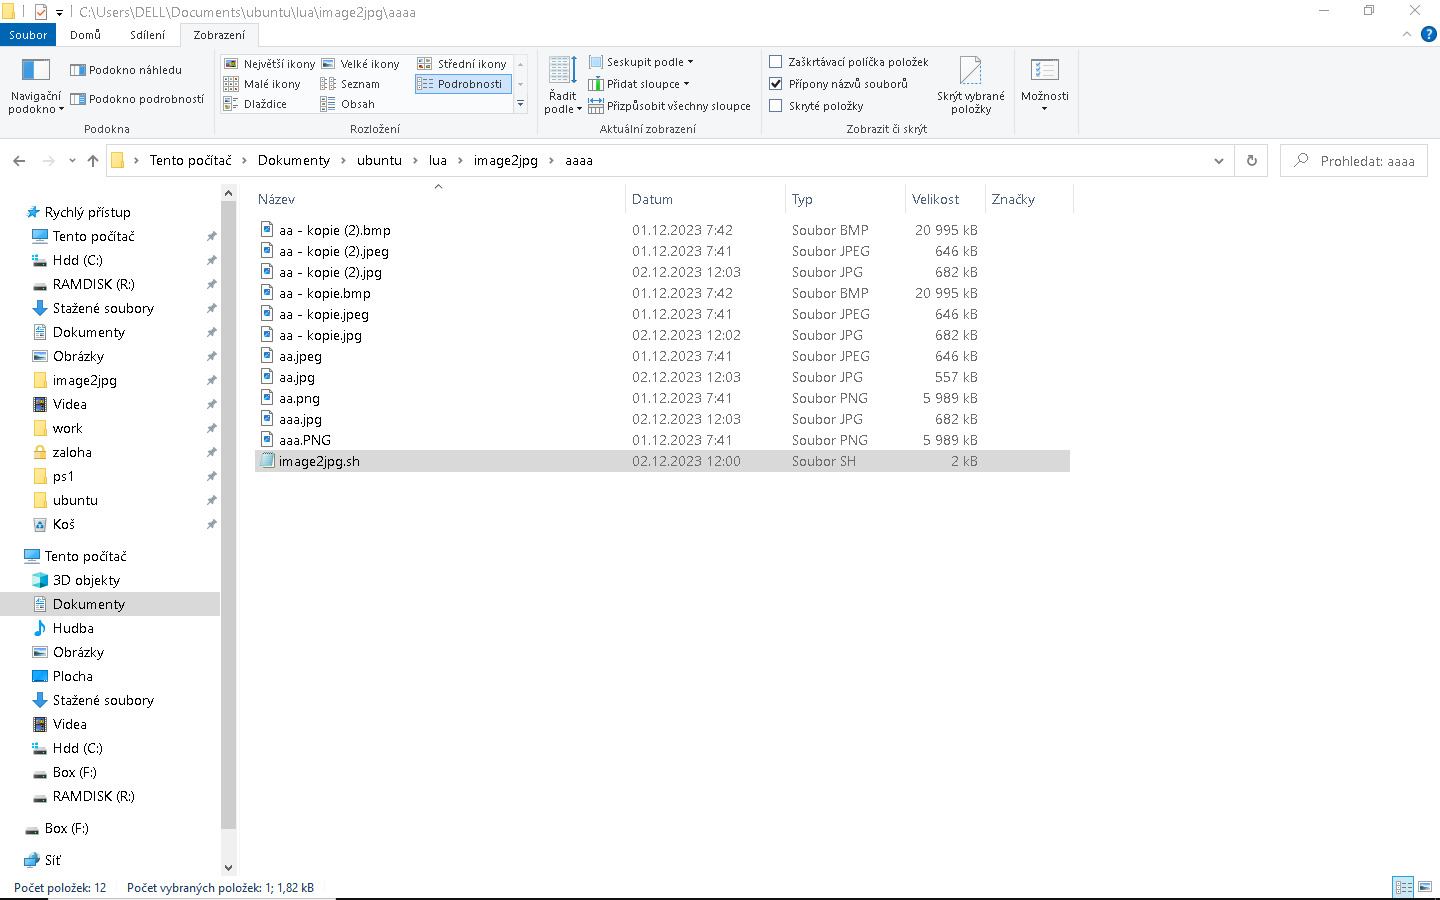 C:\Users\DELL\Documents\ubuntu\lua\image2jpg\aaaa
Soubor Domů Sdílení Zobrazení
Navigační podokno
Podokno náhledu
Podokno podrobností
Podokna
Největší ikony Velké ikony Střední ikony
Malé ikony Seznam Podrobnosti
Dlaždice Obsah
Rozložení
Řadit podle
Seskupit podle
Přidat sloupce
Přizpůsobit všechny sloupce
Aktuální zobrazení
Zaškrtávací políčka položek
Přípony názvů souborů
Skryté položky
Skrýt vybrané položky
Zobrazit či skrýt
Možnosti
Tento počítač Dokumenty ubuntu lua image2jpg aaaa
Prohledat: aaaa
Rychlý přístup
Tento počítač
Hdd (C:)
RAMDISK (R:)
Stažené soubory
Dokumenty
Obrázky
image2jpg
Videa
work
zaloha
ps1
ubuntu
Koš
Tento počítač
3D objekty
Dokumenty
Hudba
Obrázky
Plocha
Stažené soubory
Videa
Hdd (C:)
Box (F:)
RAMDISK (R:)
Box (F:)
Síť
Název Datum Typ Velikost Značky
aa - kopie (2).bmp 01.12.2023 7:42 Soubor BMP 20 995 kB
aa - kopie (2).jpeg 01.12.2023 7:41 Soubor JPEG 646 kB
aa - kopie (2).jpg 02.12.2023 12:03 Soubor JPG 682 kB
aa - kopie.bmp 01.12.2023 7:42 Soubor BMP 20 995 kB
aa - kopie.jpeg 01.12.2023 7:41 Soubor JPEG 646 kB
aa - kopie.jpg 02.12.2023 12:02 Soubor JPG 682 kB
aa.jpeg 01.12.2023 7:41 Soubor JPEG 646 kB
aa.jpg 02.12.2023 12:03 Soubor JPG 557 kB
aa.png 01.12.2023 7:41 Soubor PNG 5 989 kB
aaa.jpg 02.12.2023 12:03 Soubor JPG 682 kB
aaa.PNG 01.12.2023 7:41 Soubor PNG 5 989 kB
image2jpg.sh 02.12.2023 12:00 Soubor SH 2 kB
Počet položek: 12 Počet vybraných položek: 1; 1,82 kB